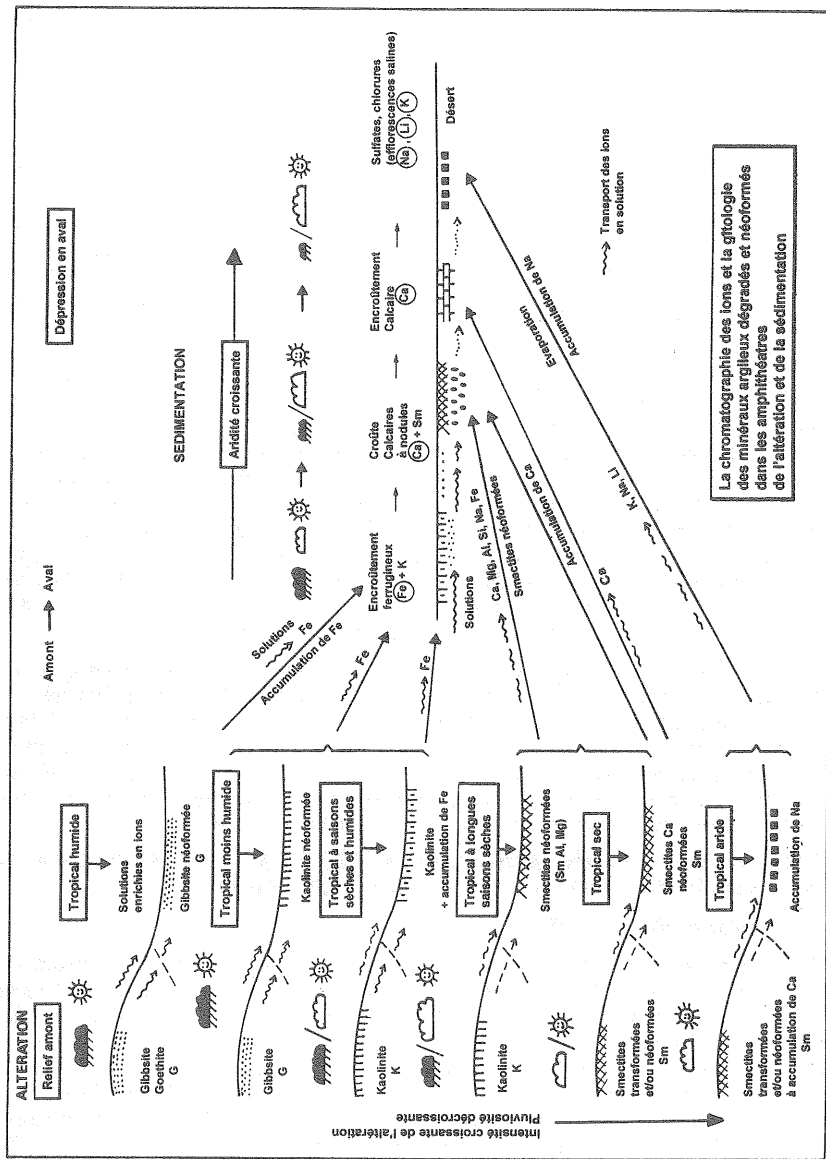 ALTERATION
Relief amont
Amont → Aval
Dépression en aval
SEDIMENTATION
Aridité croissante
Tropical humide
Gibbsite
Goethite
G
Solutions
enrichies en ions
Gibbsite néoformée
G
Tropical moins humide
Gibbsite
G
Kaolinite néoformée
Tropical à saisons
sèches et humides
Kaolinite
K
Kaolinite
+ accumulation de Fe
Tropical à longues
saisons sèches
Kaolinite
K
Smectites néoformées
(Sm Al, Mg)
Tropical sec
Smectites
transformées
et/ou néoformées
Sm
Smectites Ca
néoformées
Sm
Tropical aride
Smectites
transformées
et/ou néoformées
à accumulation de Ca
Sm
Accumulation de Na
Intensité croissante de l'altération
Pluviosité décroissante
Solutions
Fe
Accumulation de Fe
Fe
Fe
Encroûtement
ferrugineux
Fe + K
Croûte
Calcaires
à nodules
Ca + Sm
Encroûtement
Calcaire
Ca
Sulfates, chlorures
(efflorescences salines)
Na, Li, K
Désert
Solutions
Ca, Mg, Al, Si, Na, Fe
Smectites néoformées
Accumulation de Ca
Ca
Evaporation
Accumulation de Na
K, Na, Li
Transport des ions
en solution
La chromatographie des ions et la gîtologie
des minéraux argileux dégradés et néoformés
dans les amphithéatres
de l'altération et de la sédimentation